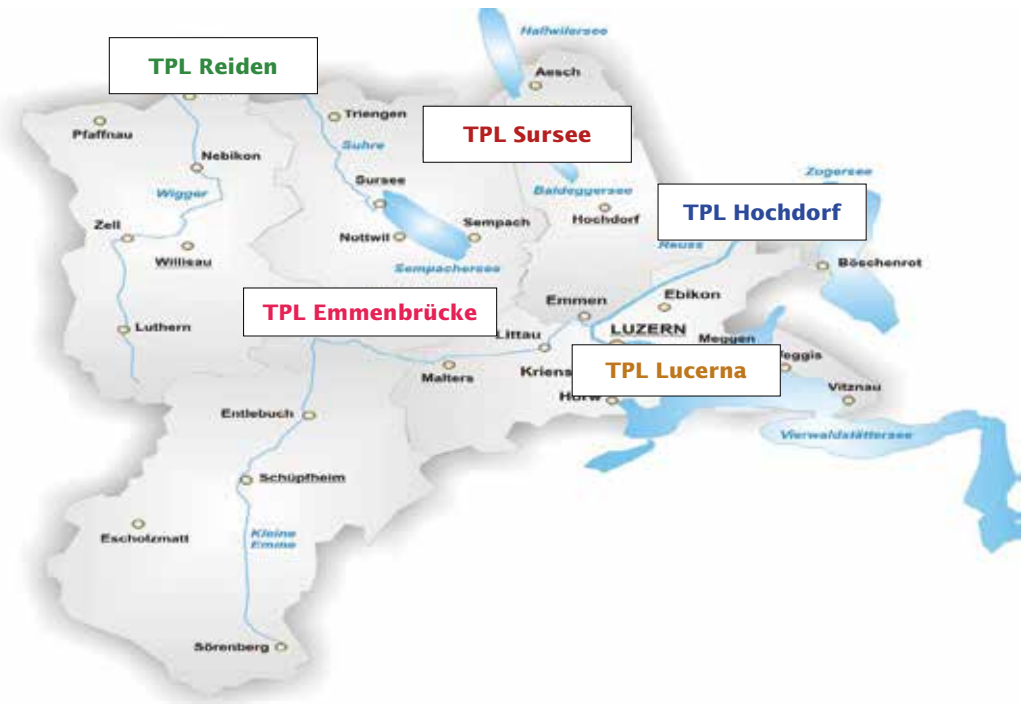 Hallwilersee
TPL Reiden
Aesch
Triengen
Pfaffnau
TPL Sursee
Suhre
Nebikon
Zugersee
Sursee
Wigger
Baldeggersee
TPL Hochdorf
Hochdorf
Zell
Nottwil
Sempach
Reuss
Willisau
Sempachersee
Böschenrot
TPL Emmenbrücke
Emmen
Ebikon
Luthern
Littau
LUZERN
Meggen
Malters
Kriens
TPL Lucerna
eggis
Horw
Vitznau
Entlebuch
Vierwaldstättersee
Schüpfheim
Escholzmatt
Kleine
Emme
Sörenberg